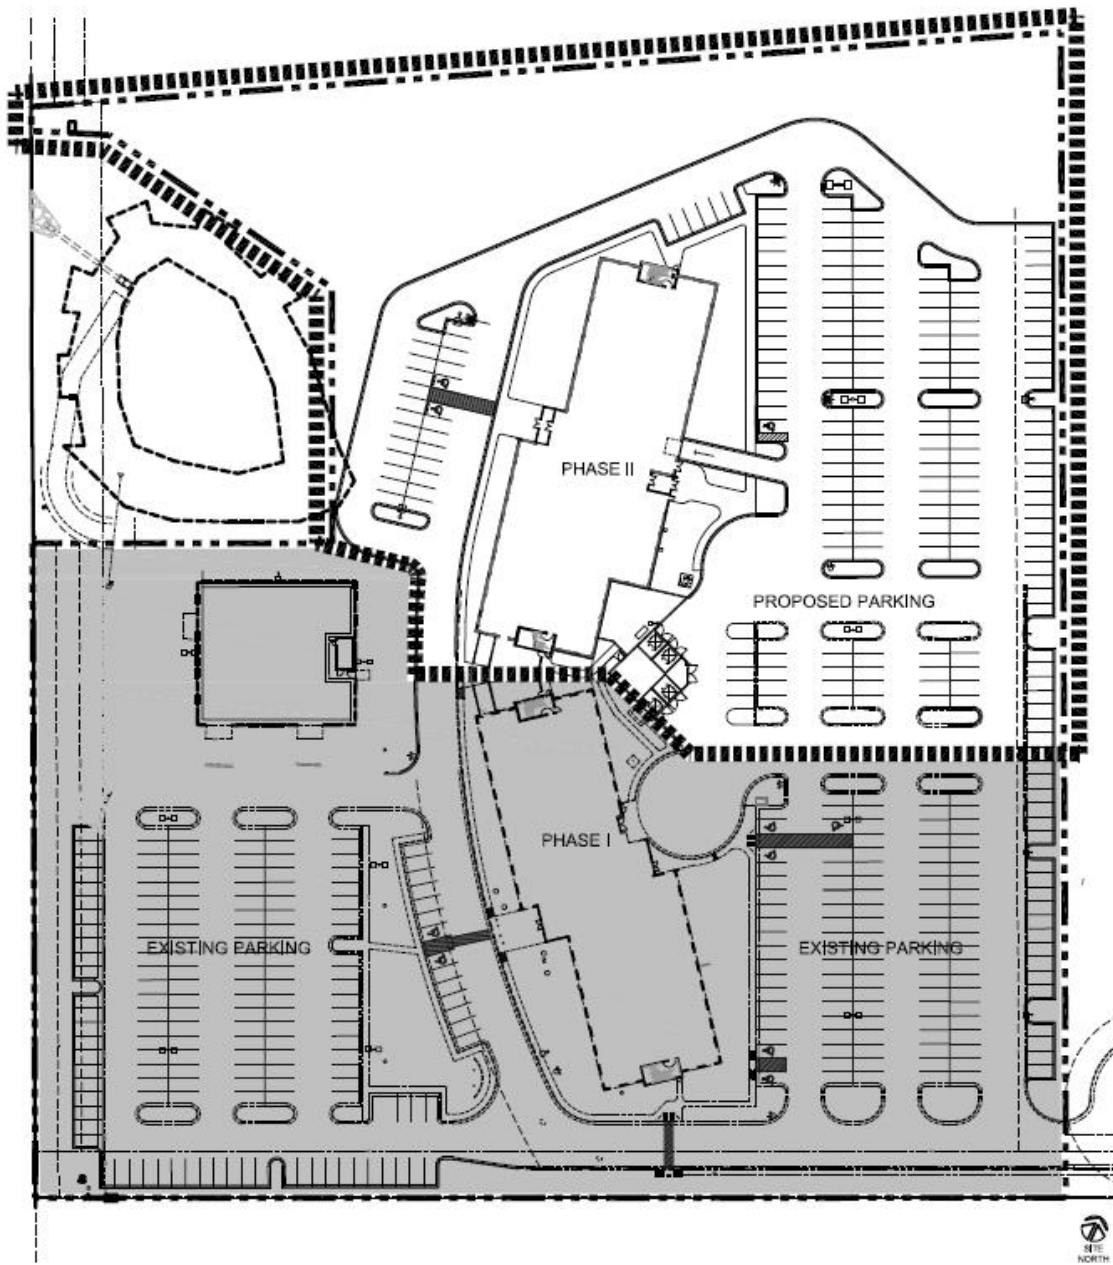 PHASE II
PROPOSED PARKING
PHASE I
EXISTING PARKING
EXISTING PARKING
SITE
NORTH